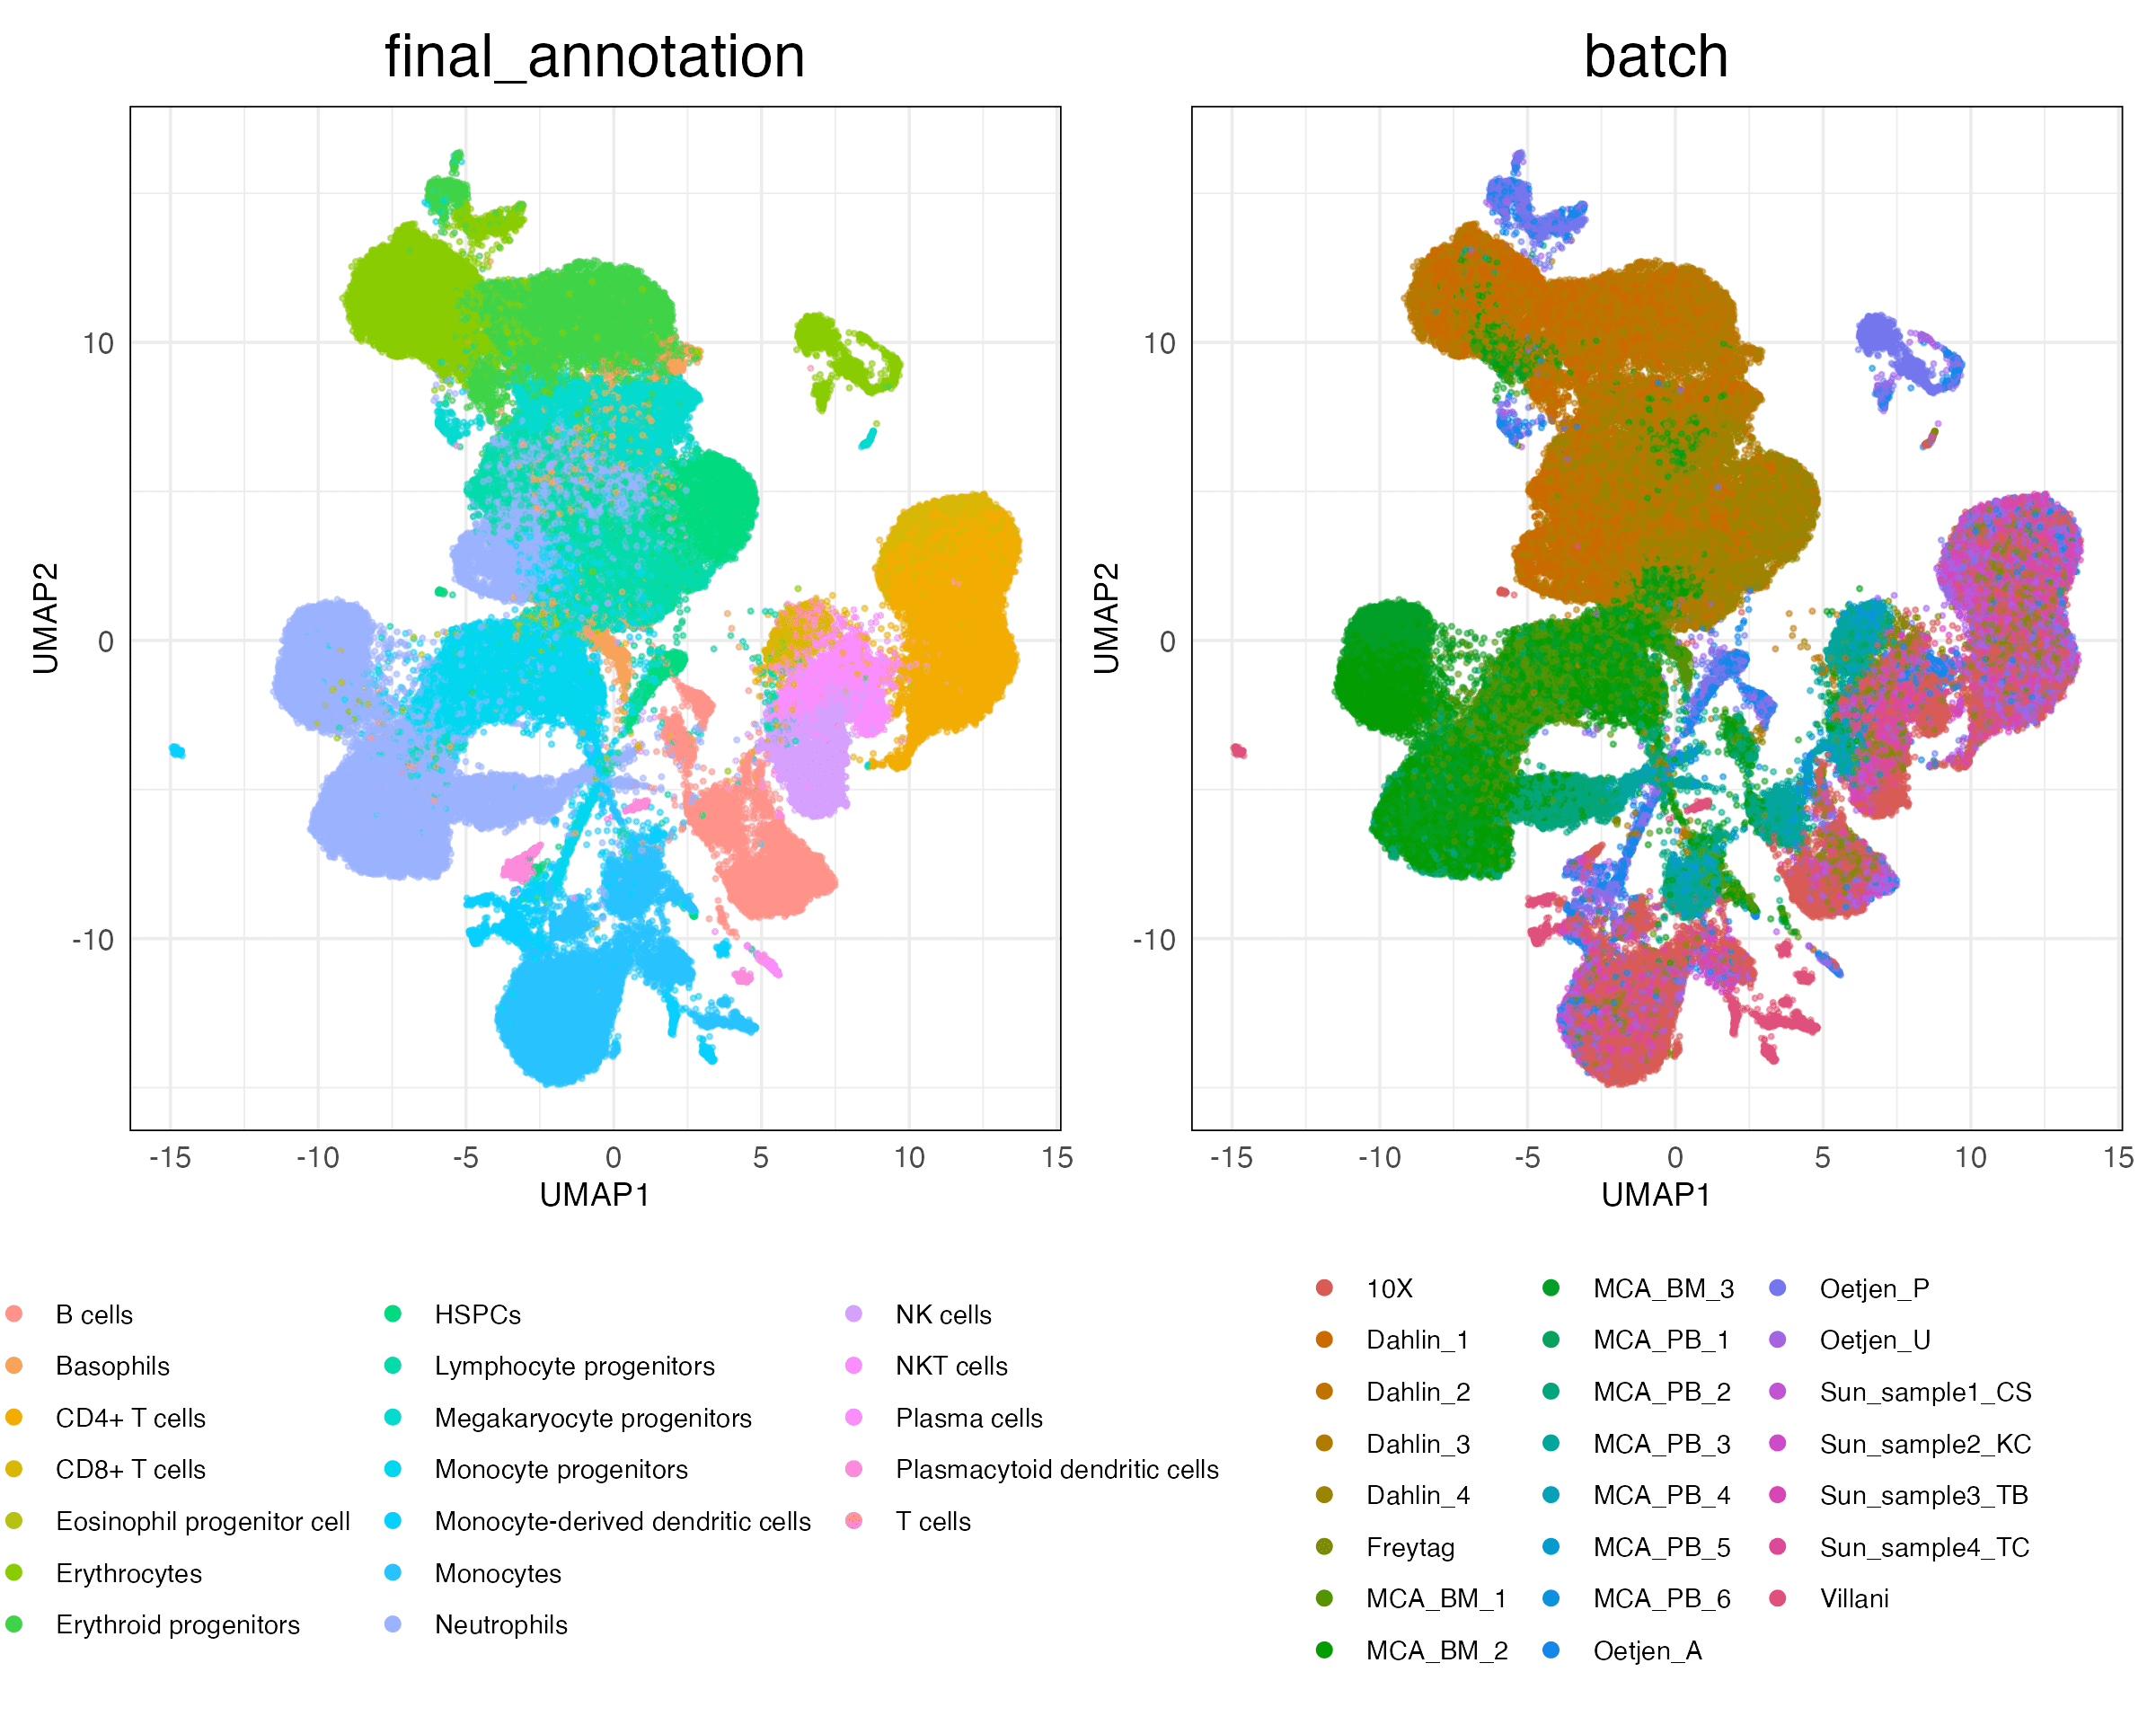 final_annotation
batch
UMAP2
10
0
-10
-15 -10 -5 0 5 10 15
UMAP1
UMAP2
10
0
-10
-15 -10 -5 0 5 10 15
UMAP1
B cells
Basophils
CD4+ T cells
CD8+ T cells
Eosinophil progenitor cell
Erythrocytes
Erythroid progenitors
HSPCs
Lymphocyte progenitors
Megakaryocyte progenitors
Monocyte progenitors
Monocyte-derived dendritic cells
Monocytes
Neutrophils
NK cells
NKT cells
Plasma cells
Plasmacytoid dendritic cells
T cells
10X
Dahlin_1
Dahlin_2
Dahlin_3
Dahlin_4
Freytag
MCA_BM_1
MCA_BM_2
MCA_BM_3
MCA_PB_1
MCA_PB_2
MCA_PB_3
MCA_PB_4
MCA_PB_5
MCA_PB_6
Oetjen_A
Oetjen_P
Oetjen_U
Sun_sample1_CS
Sun_sample2_KC
Sun_sample3_TB
Sun_sample4_TC
Villani